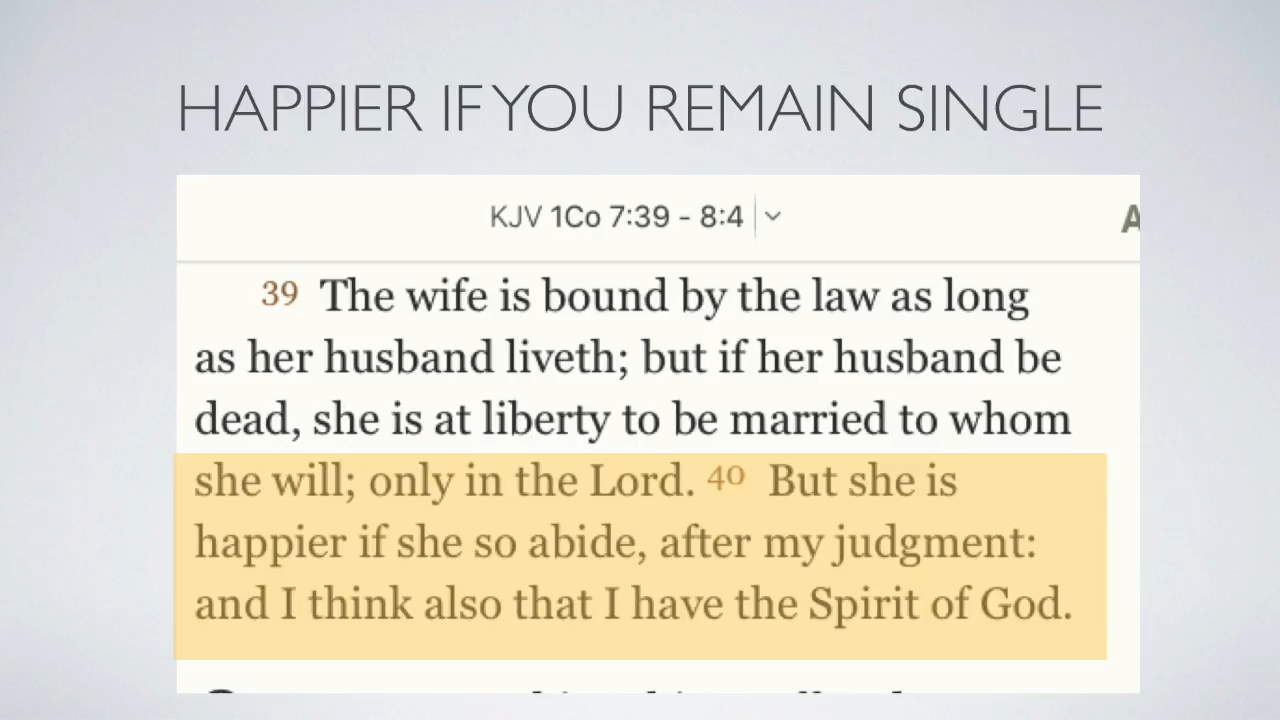 HAPPIER IF YOU REMAIN SINGLE
KJV 1Co 7:39 - 8:4
A
39 The wife is bound by the law as long
as her husband liveth; but if her husband be
dead, she is at liberty to be married to whom
she will; only in the Lord. 40 But she is
happier if she so abide, after my judgment:
and I think also that I have the Spirit of God.